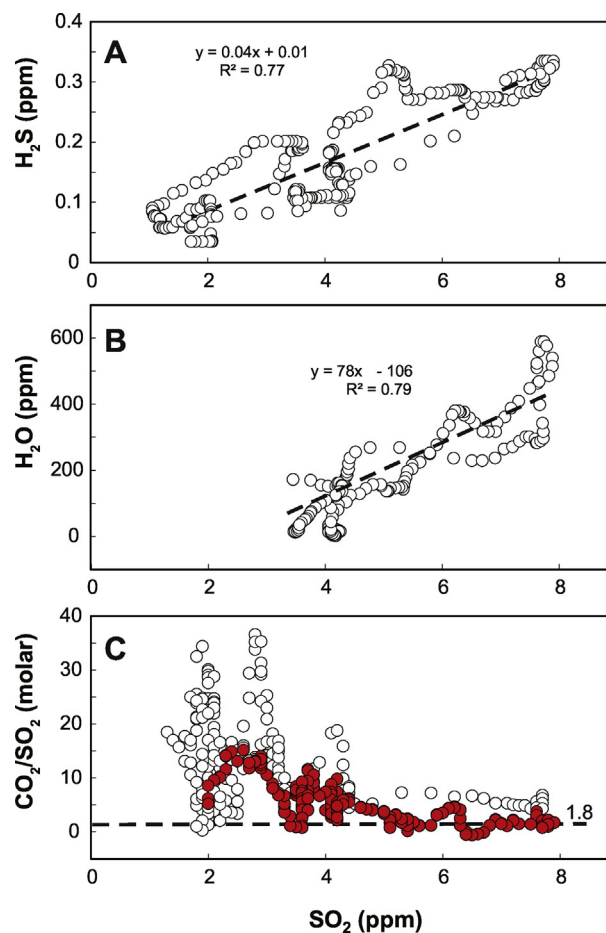 0.4
A
y = 0.04x + 0.01
R² = 0.77
0.3
0.2
0.1
0
H₂S (ppm)
0 2 4 6 8
B
y = 78x - 106
R² = 0.79
600
400
200
0
H₂O (ppm)
0 2 4 6 8
40
C
30
20
10
0
CO₂/SO₂ (molar)
1.8
0 2 4 6 8
SO₂ (ppm)